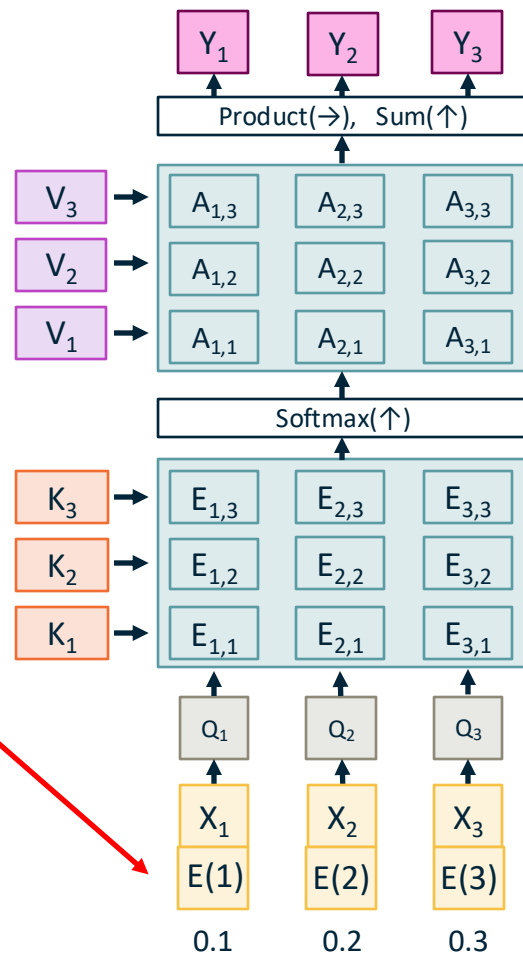 Y₁ Y₂ Y₃
Product(→), Sum(↑)
V₃ A₁,₃ A₂,₃ A₃,₃
V₂ A₁,₂ A₂,₂ A₃,₂
V₁ A₁,₁ A₂,₁ A₃,₁
Softmax(↑)
K₃ E₁,₃ E₂,₃ E₃,₃
K₂ E₁,₂ E₂,₂ E₃,₂
K₁ E₁,₁ E₂,₁ E₃,₁
Q₁ Q₂ Q₃
X₁ X₂ X₃
E(1) E(2) E(3)
0.1 0.2 0.3